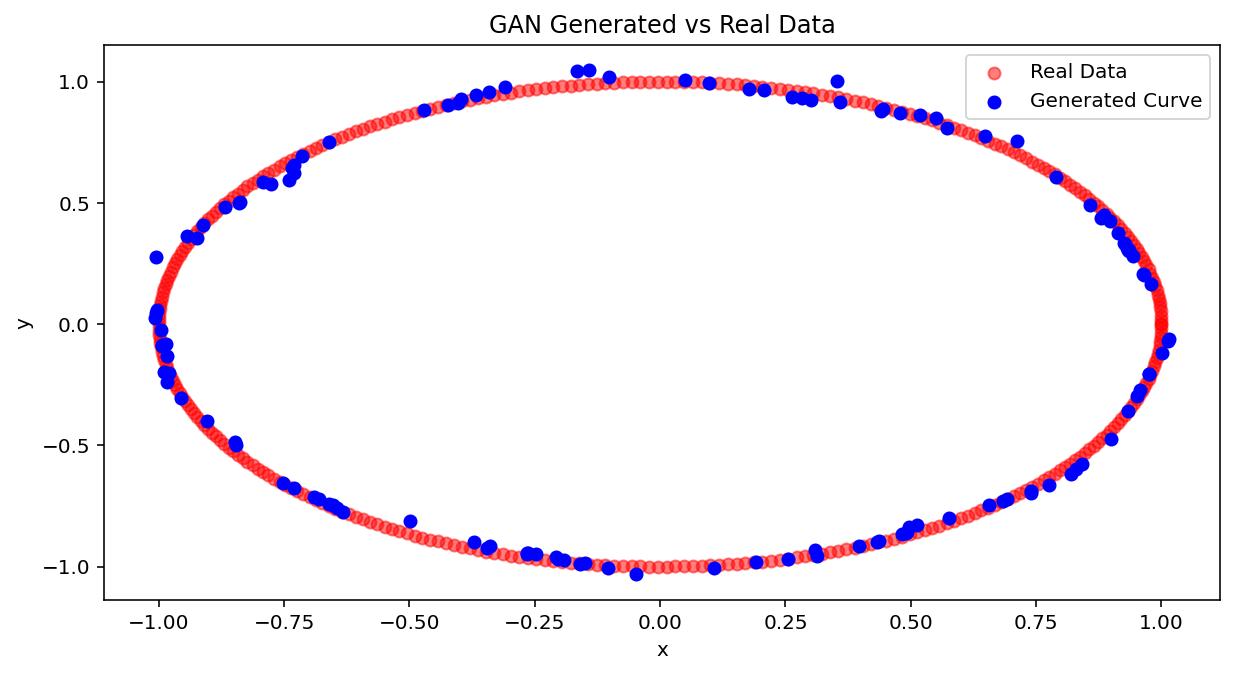 GAN Generated vs Real Data
Real Data
Generated Curve
1.0
0.5
0.0
−0.5
−1.0
y
−1.00 −0.75 −0.50 −0.25 0.00 0.25 0.50 0.75 1.00
x